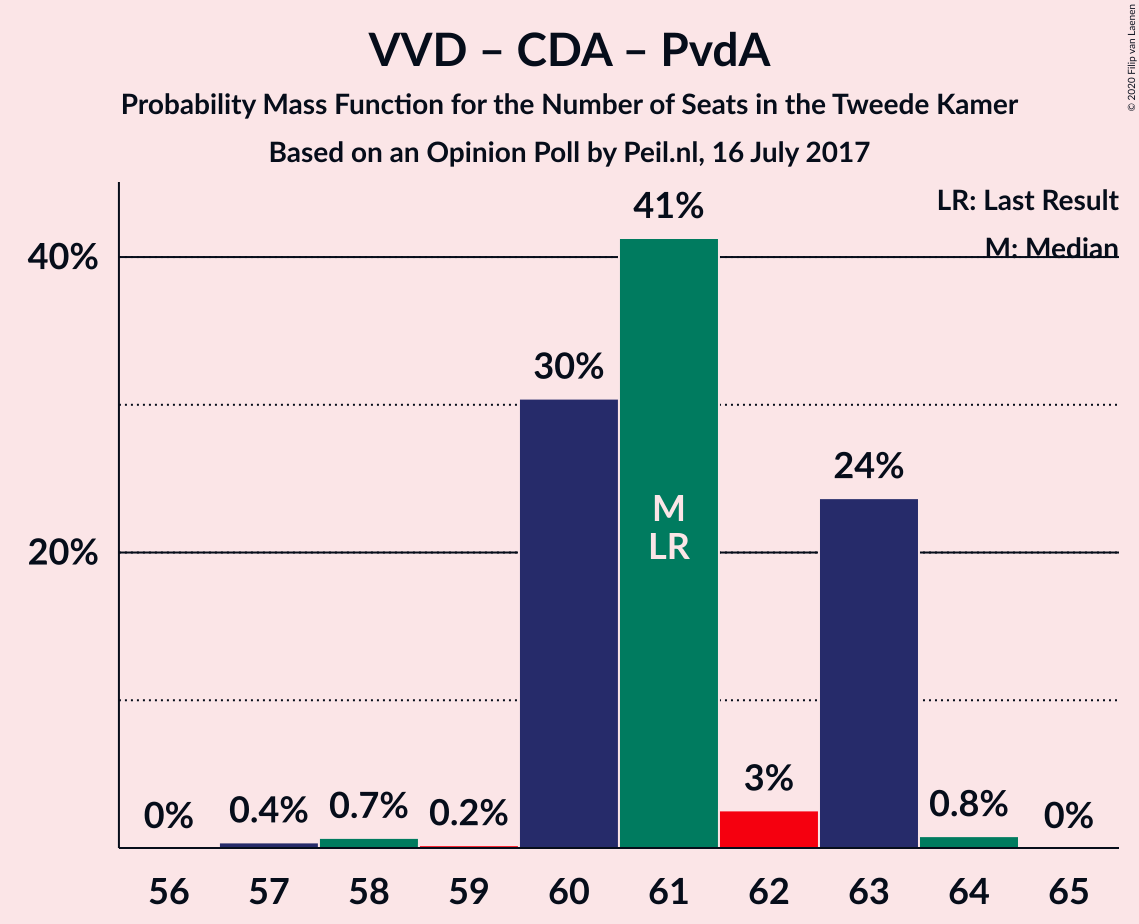 VVD – CDA – PvdA
Probability Mass Function for the Number of Seats in the Tweede Kamer
Based on an Opinion Poll by Peil.nl, 16 July 2017
© 2020 Filip van Laenen
LR: Last Result
M: Median
40%
20%
0%
0.4%
0.7%
0.2%
30%
41%
M
LR
3%
24%
0.8%
0%
56 57 58 59 60 61 62 63 64 65